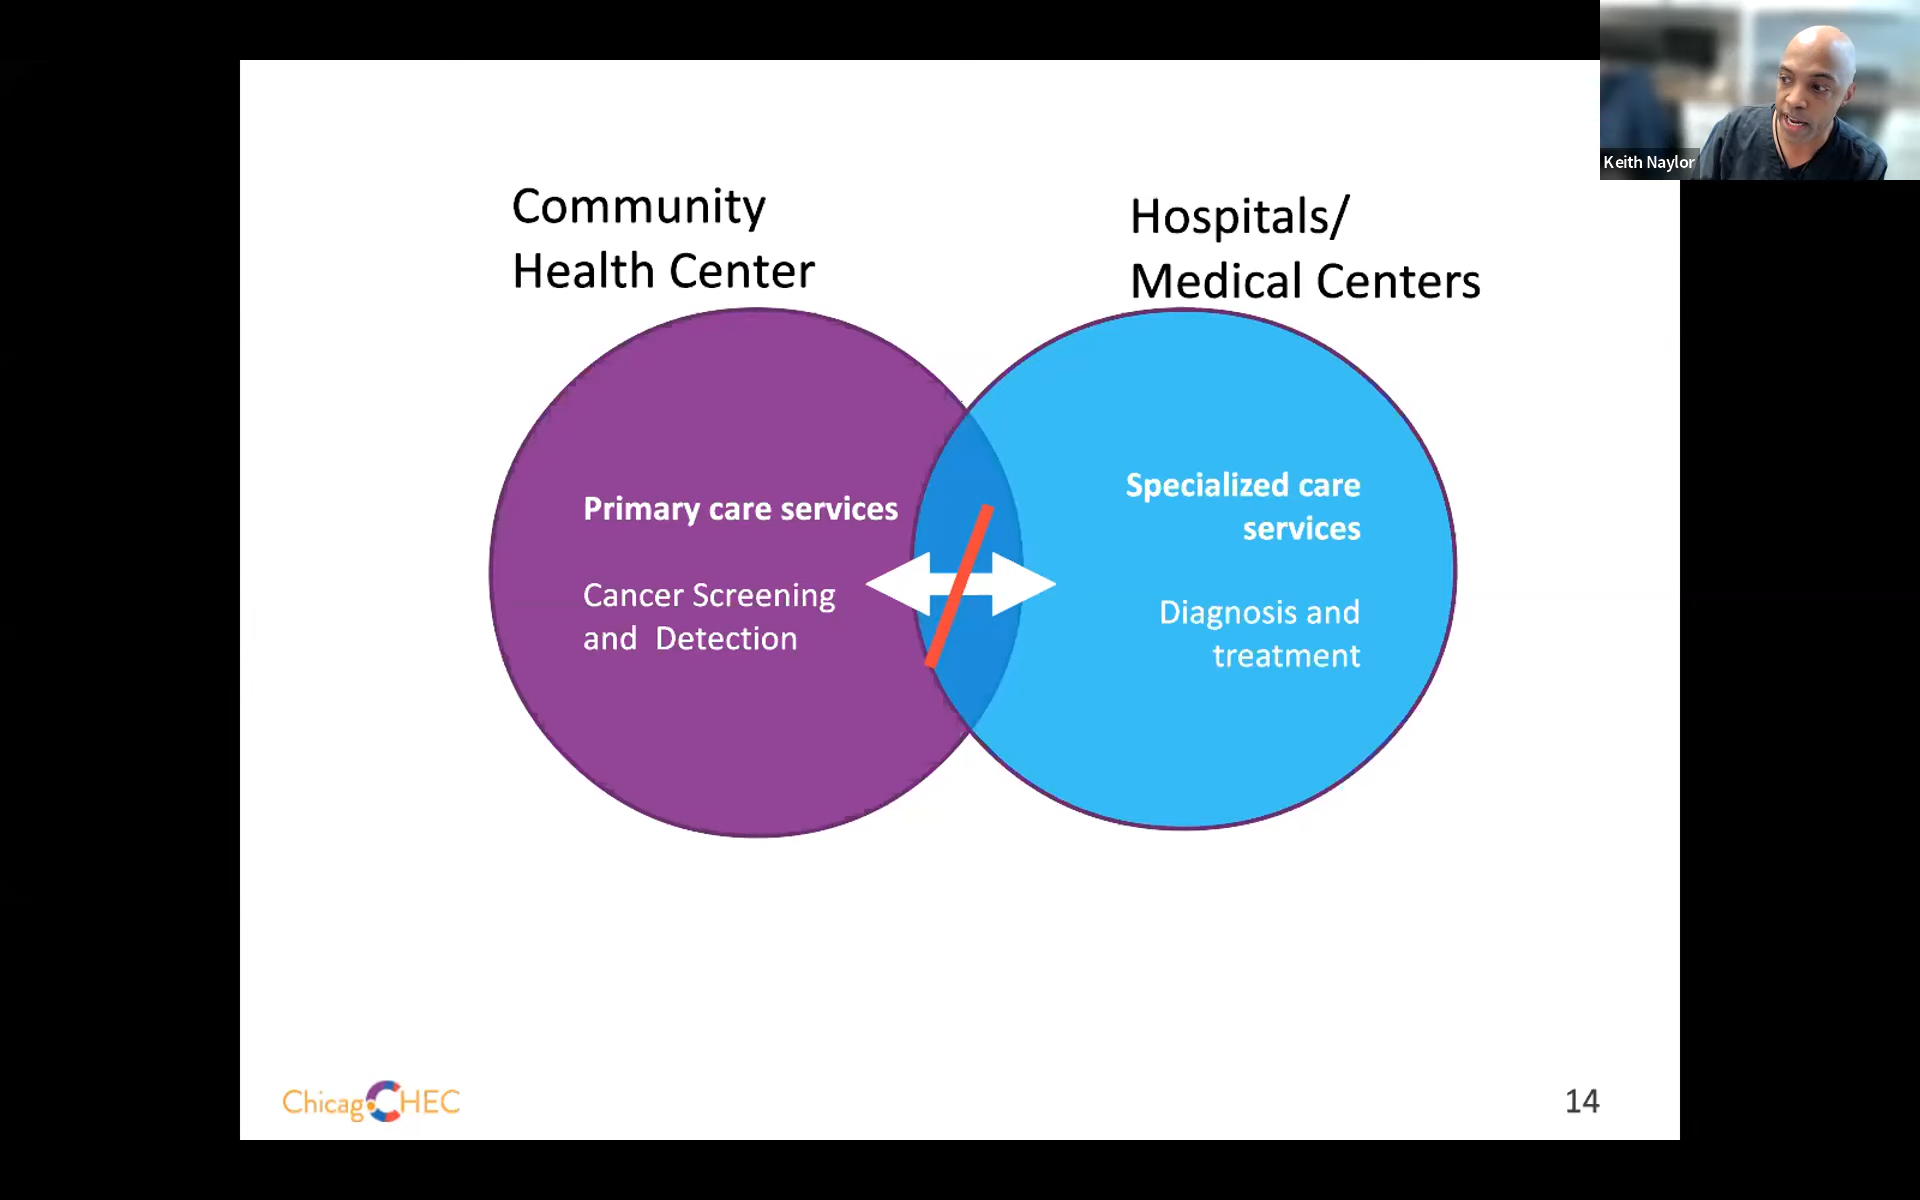 Keith Naylor
Community
Health Center
Hospitals/
Medical Centers
Primary care services
Cancer Screening
and  Detection
Specialized care
services
Diagnosis and
treatment
ChicagoCHEC
14